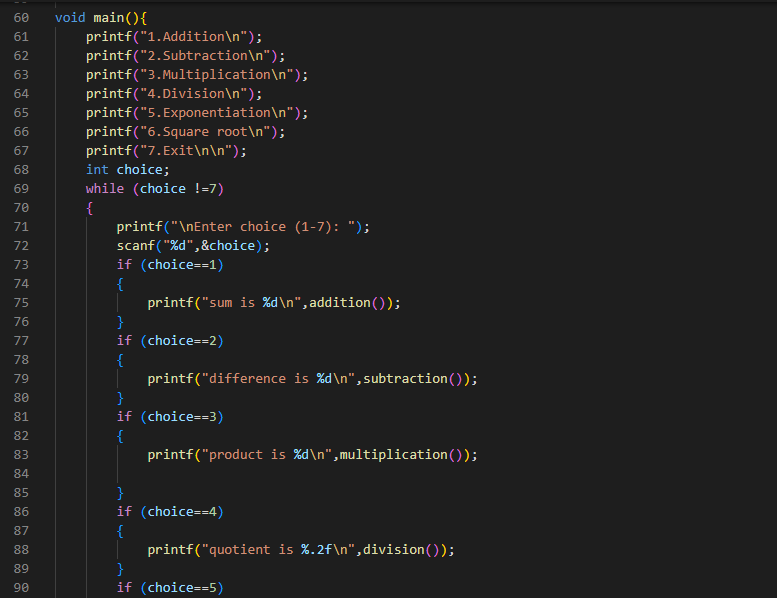 60 void main(){
61     printf("1.Addition\n");
62     printf("2.Subtraction\n");
63     printf("3.Multiplication\n");
64     printf("4.Division\n");
65     printf("5.Exponentiation\n");
66     printf("6.Square root\n");
67     printf("7.Exit\n\n");
68     int choice;
69     while (choice !=7)
70     {
71         printf("\nEnter choice (1-7): ");
72         scanf("%d",&choice);
73         if (choice==1)
74         {
75             printf("sum is %d\n",addition());
76         }
77         if (choice==2)
78         {
79             printf("difference is %d\n",subtraction());
80         }
81         if (choice==3)
82         {
83             printf("product is %d\n",multiplication());
84
85         }
86         if (choice==4)
87         {
88             printf("quotient is %.2f\n",division());
89         }
90         if (choice==5)